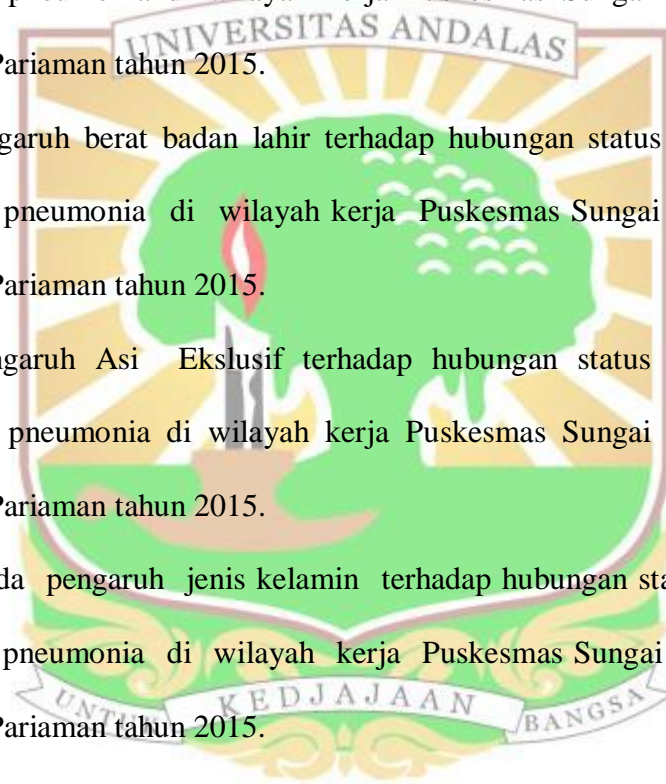 UNIVERSITAS ANDALAS
Pariaman tahun 2015.
garuh berat badan lahir terhadap hubungan status
pneumonia di wilayah kerja Puskesmas Sungai
Pariaman tahun 2015.
garuh Asi Ekslusif terhadap hubungan status
pneumonia di wilayah kerja Puskesmas Sungai
Pariaman tahun 2015.
da pengaruh jenis kelamin terhadap hubungan sta
pneumonia di wilayah kerja Puskesmas Sungai
Pariaman tahun 2015.
UNTUK KEDJAJAAN BANGSA